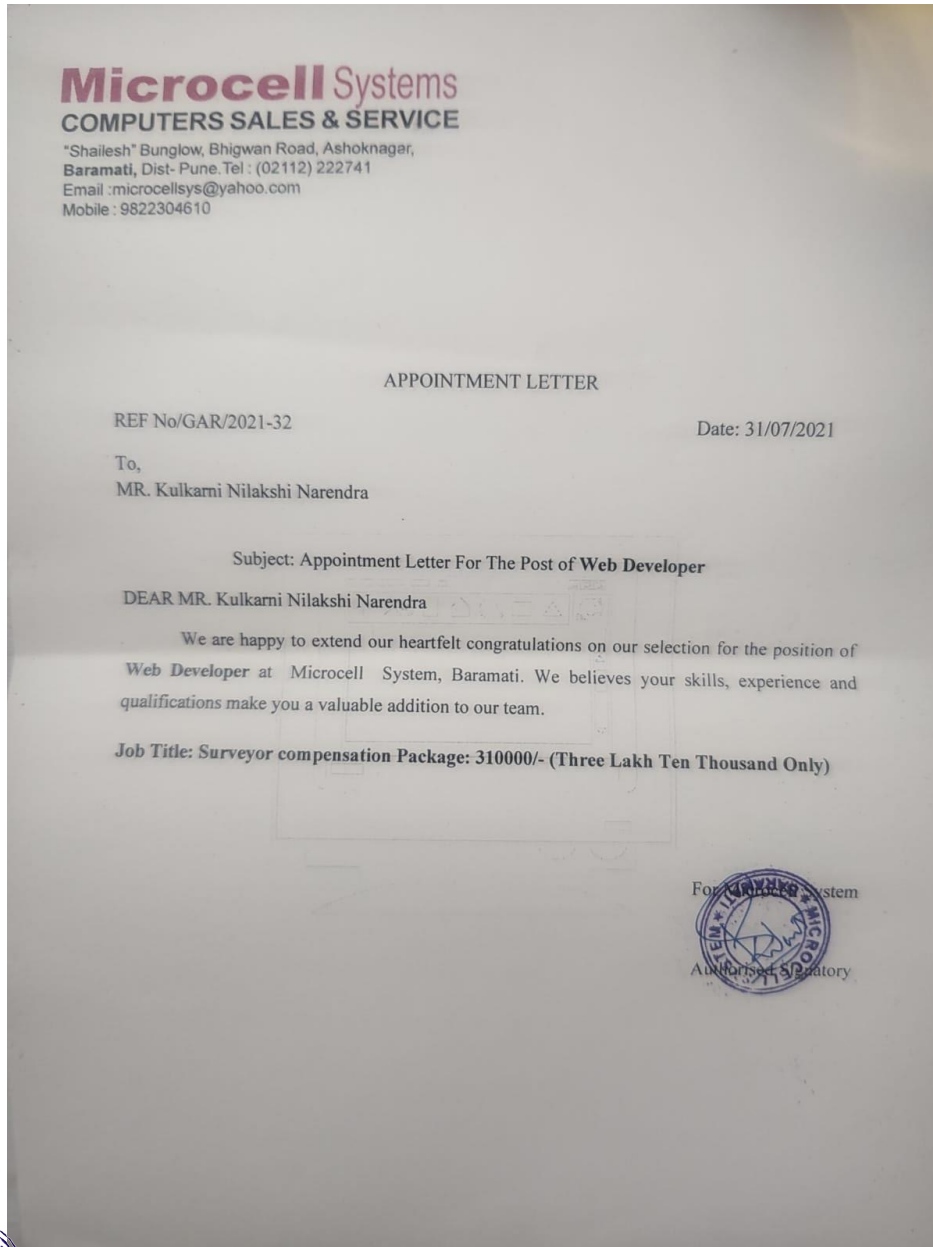 Microcell Systems
COMPUTERS SALES & SERVICE
"Shailesh" Bunglow, Bhigwan Road, Ashoknagar,
Baramati, Dist- Pune.Tel : (02112) 222741
Email :microcellsys@yahoo.com
Mobile : 9822304610
APPOINTMENT LETTER
REF No/GAR/2021-32
Date: 31/07/2021
To,
MR. Kulkarni Nilakshi Narendra
Subject: Appointment Letter For The Post of Web Developer
DEAR MR. Kulkarni Nilakshi Narendra
We are happy to extend our heartfelt congratulations on our selection for the position of
Web Developer at Microcell System, Baramati. We believes your skills, experience and
qualifications make you a valuable addition to our team.
Job Title: Surveyor compensation Package: 310000/- (Three Lakh Ten Thousand Only)
For Microcell System
MICROCELL SYSTEM * BARAMATI *
Authorised Signatory